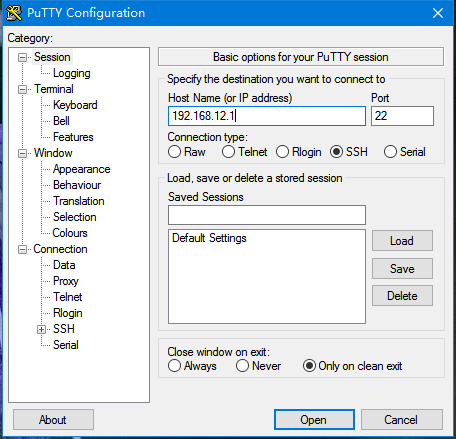 PuTTY Configuration
Category:
Session
Logging
Terminal
Keyboard
Bell
Features
Window
Appearance
Behaviour
Translation
Selection
Colours
Connection
Data
Proxy
Telnet
Rlogin
SSH
Serial
Basic options for your PuTTY session
Specify the destination you want to connect to
Host Name (or IP address) Port
192.168.12.1 22
Connection type:
Raw Telnet Rlogin SSH Serial
Load, save or delete a stored session
Saved Sessions
Default Settings
Load
Save
Delete
Close window on exit:
Always Never Only on clean exit
About Open Cancel